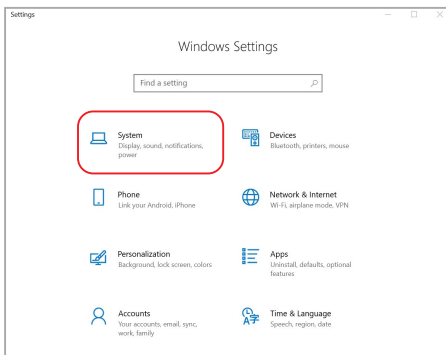 Settings
Windows Settings
Find a setting
System
Display, sound, notifications,
power
Devices
Bluetooth, printers, mouse
Phone
Link your Android, iPhone
Network & Internet
Wi-Fi, airplane mode, VPN
Personalization
Background, lock screen, colors
Apps
Uninstall, defaults, optional
features
Accounts
Your accounts, email, sync,
work, family
Time & Language
Speech, region, date